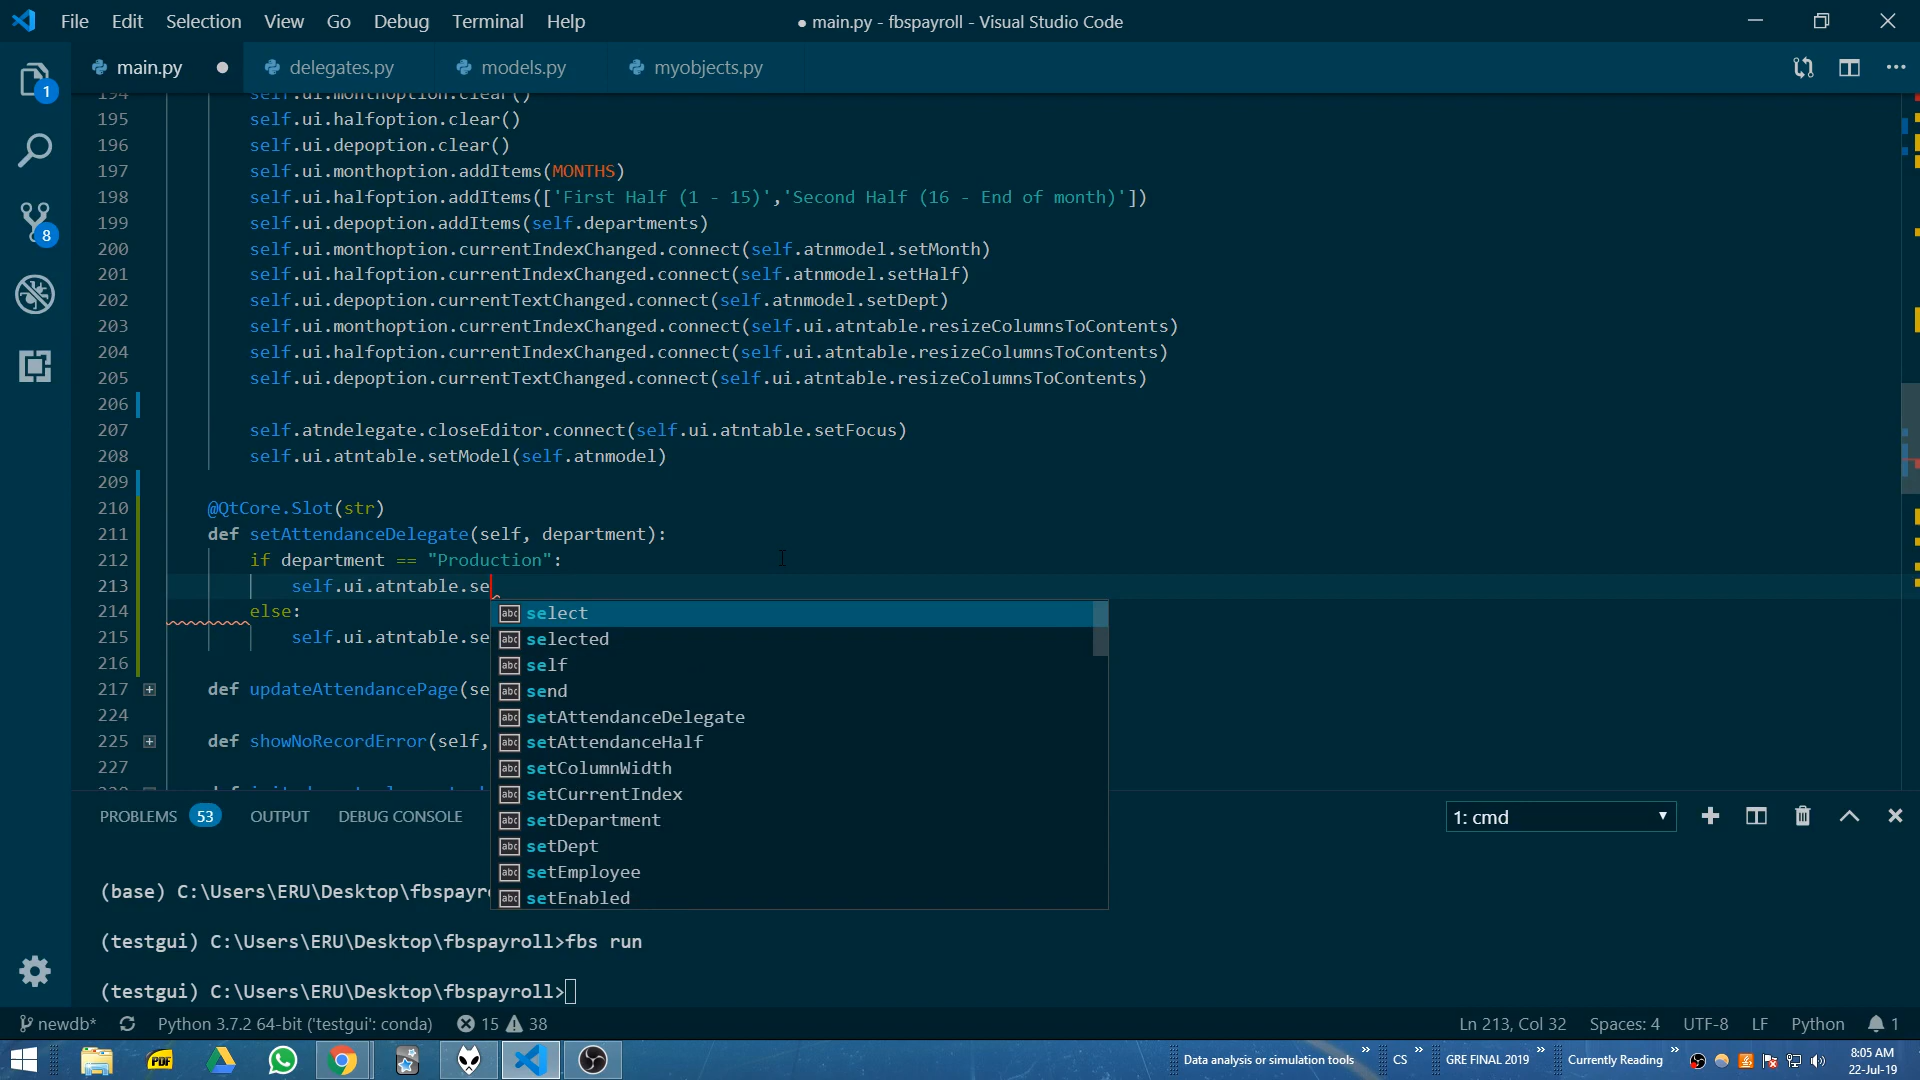 File Edit Selection View Go Debug Terminal Help
● main.py - fbspayroll - Visual Studio Code
main.py delegates.py models.py myobjects.py
194 self.ui.monthoption.clear()
195 self.ui.halfoption.clear()
196 self.ui.depoption.clear()
197 self.ui.monthoption.addItems(MONTHS)
198 self.ui.halfoption.addItems(['First Half (1 - 15)','Second Half (16 - End of month)'])
199 self.ui.depoption.addItems(self.departments)
200 self.ui.monthoption.currentIndexChanged.connect(self.atnmodel.setMonth)
201 self.ui.halfoption.currentIndexChanged.connect(self.atnmodel.setHalf)
202 self.ui.depoption.currentTextChanged.connect(self.atnmodel.setDept)
203 self.ui.monthoption.currentIndexChanged.connect(self.ui.atntable.resizeColumnsToContents)
204 self.ui.halfoption.currentIndexChanged.connect(self.ui.atntable.resizeColumnsToContents)
205 self.ui.depoption.currentTextChanged.connect(self.ui.atntable.resizeColumnsToContents)
206
207 self.atndelegate.closeEditor.connect(self.ui.atntable.setFocus)
208 self.ui.atntable.setModel(self.atnmodel)
209
210 @QtCore.Slot(str)
211 def setAttendanceDelegate(self, department):
212 if department == "Production":
213 self.ui.atntable.se
214 else:
215 self.ui.atntable.se
216
217 def updateAttendancePage(se
224
225 def showNoRecordError(self,
227
select
selected
self
send
setAttendanceDelegate
setAttendanceHalf
setColumnWidth
setCurrentIndex
setDepartment
setDept
setEmployee
setEnabled
1
8
PROBLEMS 53 OUTPUT DEBUG CONSOLE
1: cmd
(base) C:\Users\ERU\Desktop\fbspayro
(testgui) C:\Users\ERU\Desktop\fbspayroll>fbs run
(testgui) C:\Users\ERU\Desktop\fbspayroll>
newdb* Python 3.7.2 64-bit ('testgui': conda) 15 38
Ln 213, Col 32 Spaces: 4 UTF-8 LF Python 1
PDF
Data analysis or simulation tools » CS » GRE FINAL 2019 » Currently Reading »
8:05 AM
22-Jul-19